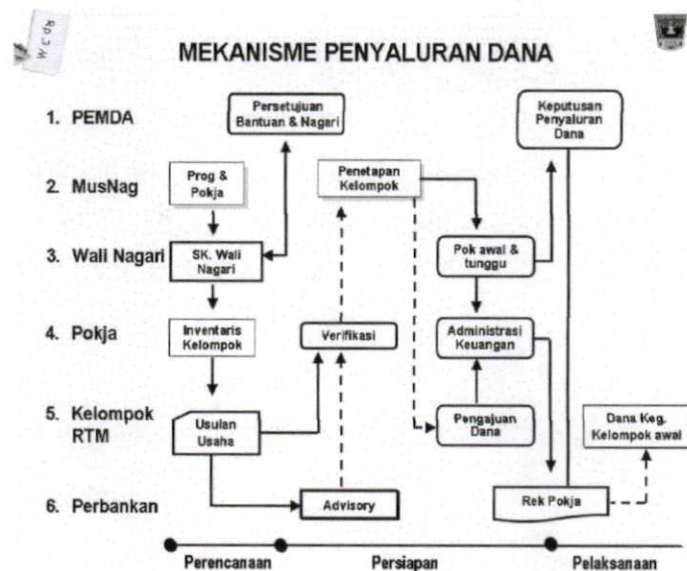 MEKANISME PENYALURAN DANA
1. PEMDA
Persetujuan
Bantuan & Nagari
Keputusan
Penyaluran
Dana
2. MusNag
Prog &
Pokja
Penetapan
Kelompok
3. Wali Nagari
SK. Wali
Nagari
Pok awal &
tunggu
4. Pokja
Inventaris
Kelompok
Verifikasi
Administrasi
Keuangan
5. Kelompok
RTM
Usulan
Usaha
Pengajuan
Dana
Dana Keg.
Kelompok awal
6. Perbankan
Advisory
Rek Pokja
Perencanaan
Persiapan
Pelaksanaan